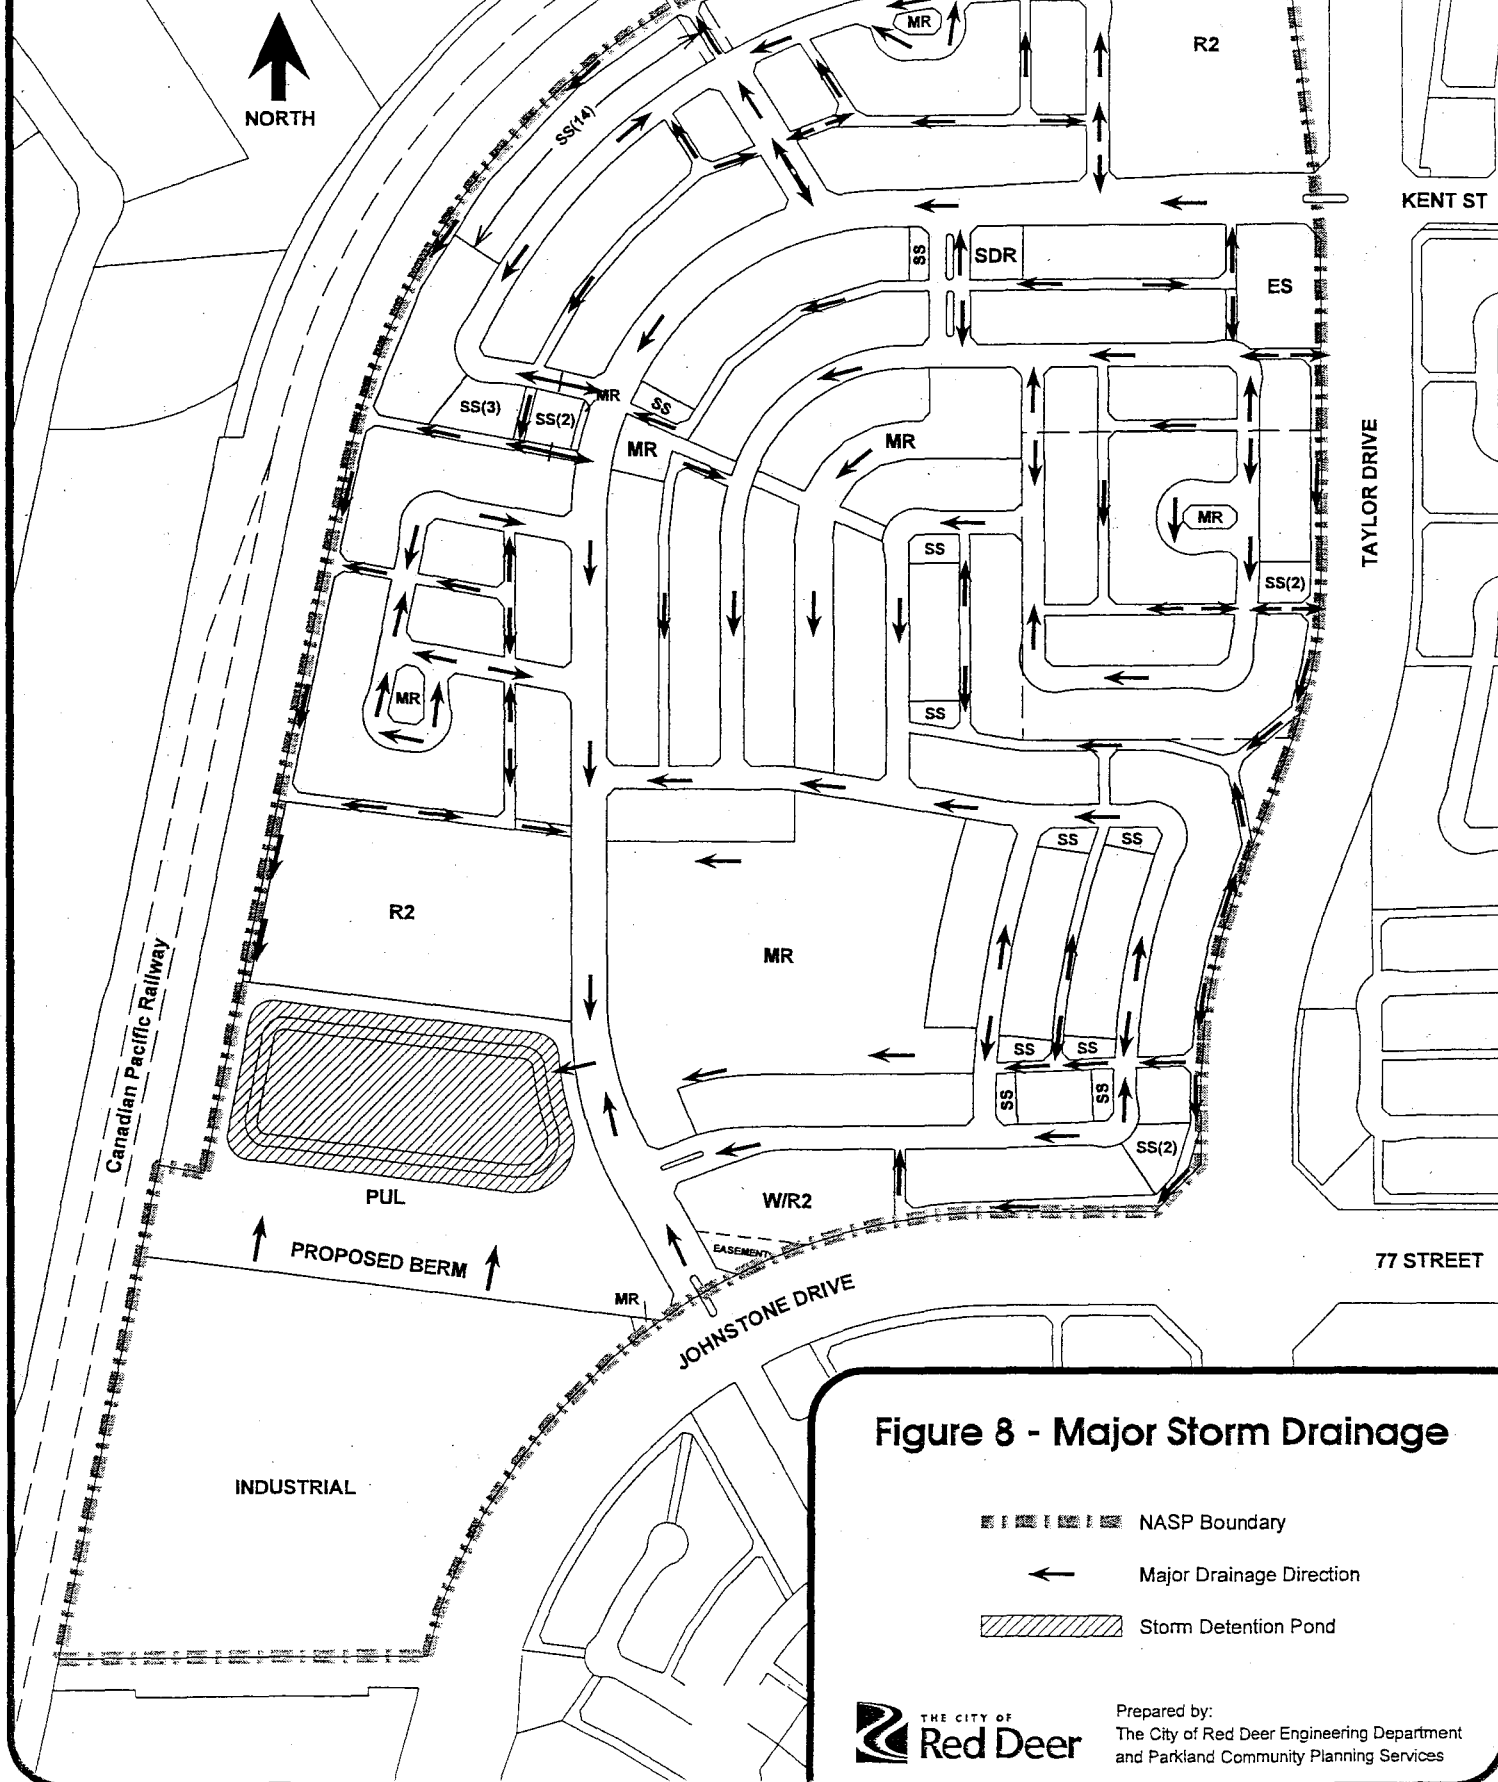 MR
R2
NORTH
SS(14)
KENT ST
SS
SDR
ES
SS(3)
SS(2)
MR
SS
MR
MR
TAYLOR DRIVE
MR
SS
SS(2)
MR
SS
SS
SS
R2
MR
Canadian Pacific Railway
SS
SS
SS
SS
SS(2)
PUL
W/R2
EASEMENT
PROPOSED BERM
77 STREET
MR
JOHNSTONE DRIVE
INDUSTRIAL
Figure 8 - Major Storm Drainage
NASP Boundary
Major Drainage Direction
Storm Detention Pond
THE CITY OF
Red Deer
Prepared by:
The City of Red Deer Engineering Department
and Parkland Community Planning Services